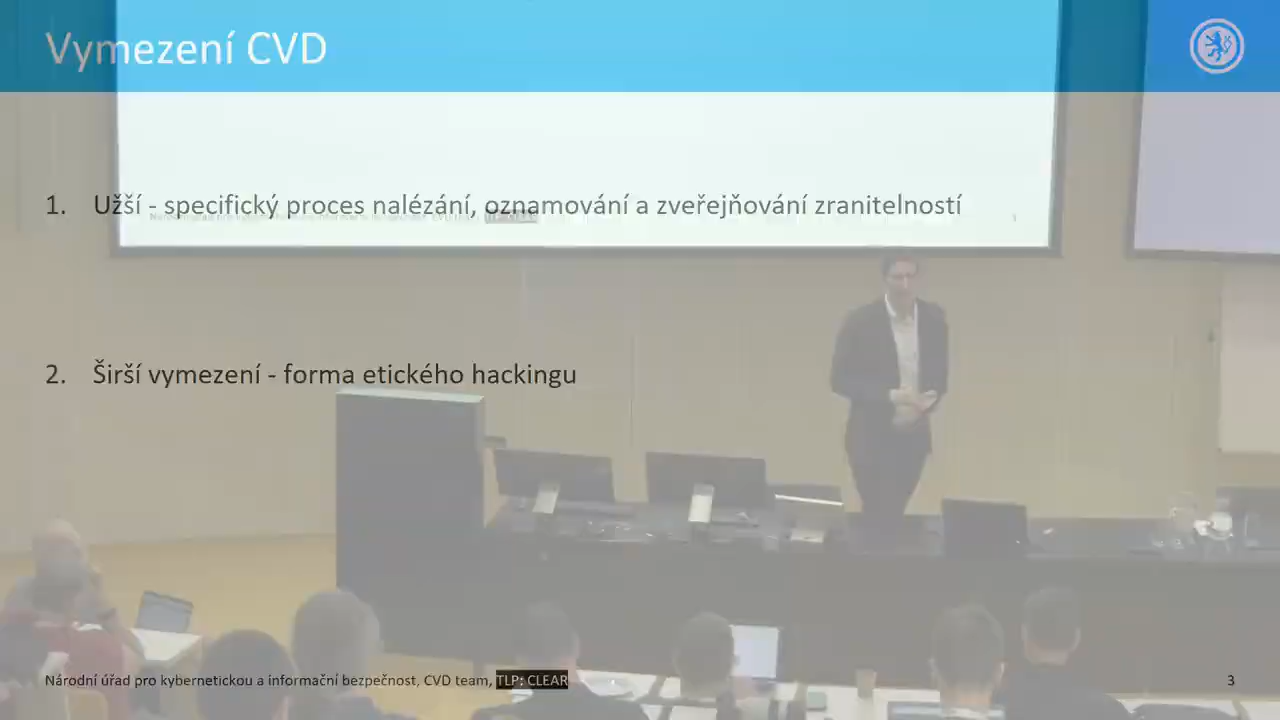 Vymezení CVD
1. Užší - specifický proces nalézání, oznamování a zveřejňování zranitelností
2. Širší vymezení - forma etického hackingu
Národní úřad pro kybernetickou a informační bezpečnost, CVD team, TLP: CLEAR
3